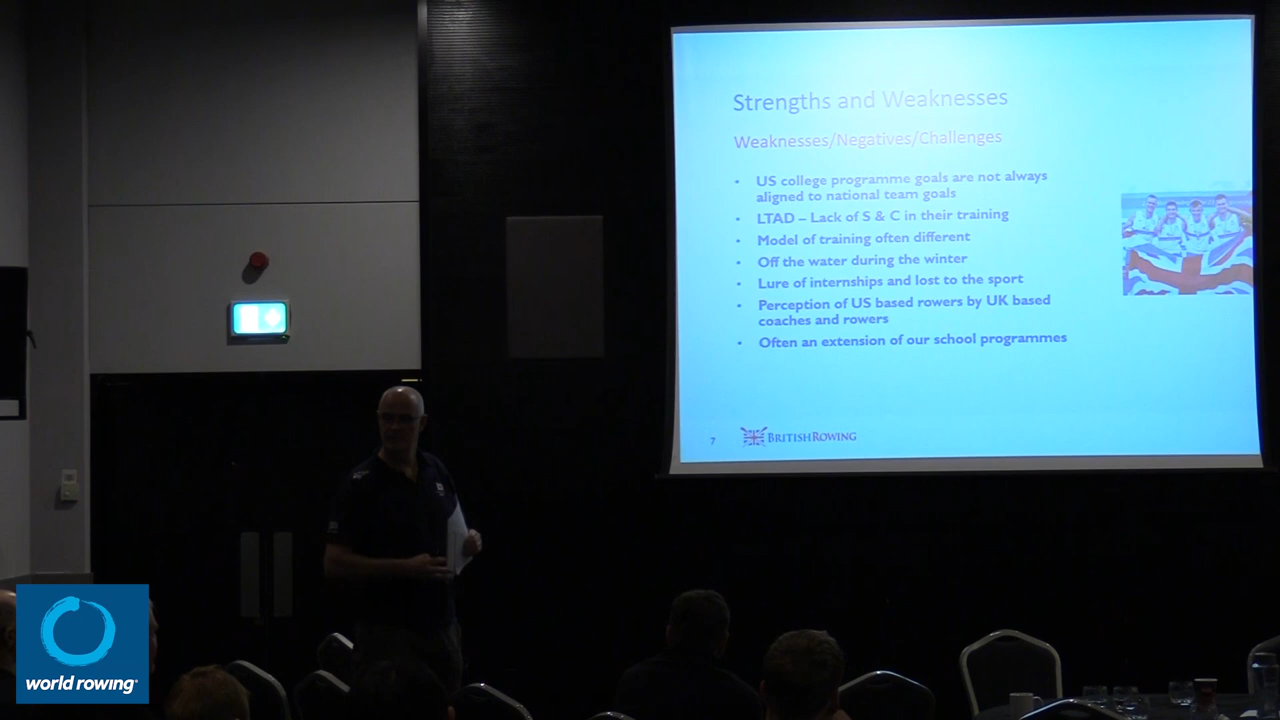 Strengths and Weaknesses
Weaknesses/Negatives/Challenges
• US college programme goals are not always
aligned to national team goals
• LTAD – Lack of S & C in their training
• Model of training often different
• Off the water during the winter
• Lure of internships and lost to the sport
• Perception of US based rowers by UK based
coaches and rowers
• Often an extension of our school programmes
7
BRITISHROWING
world rowing